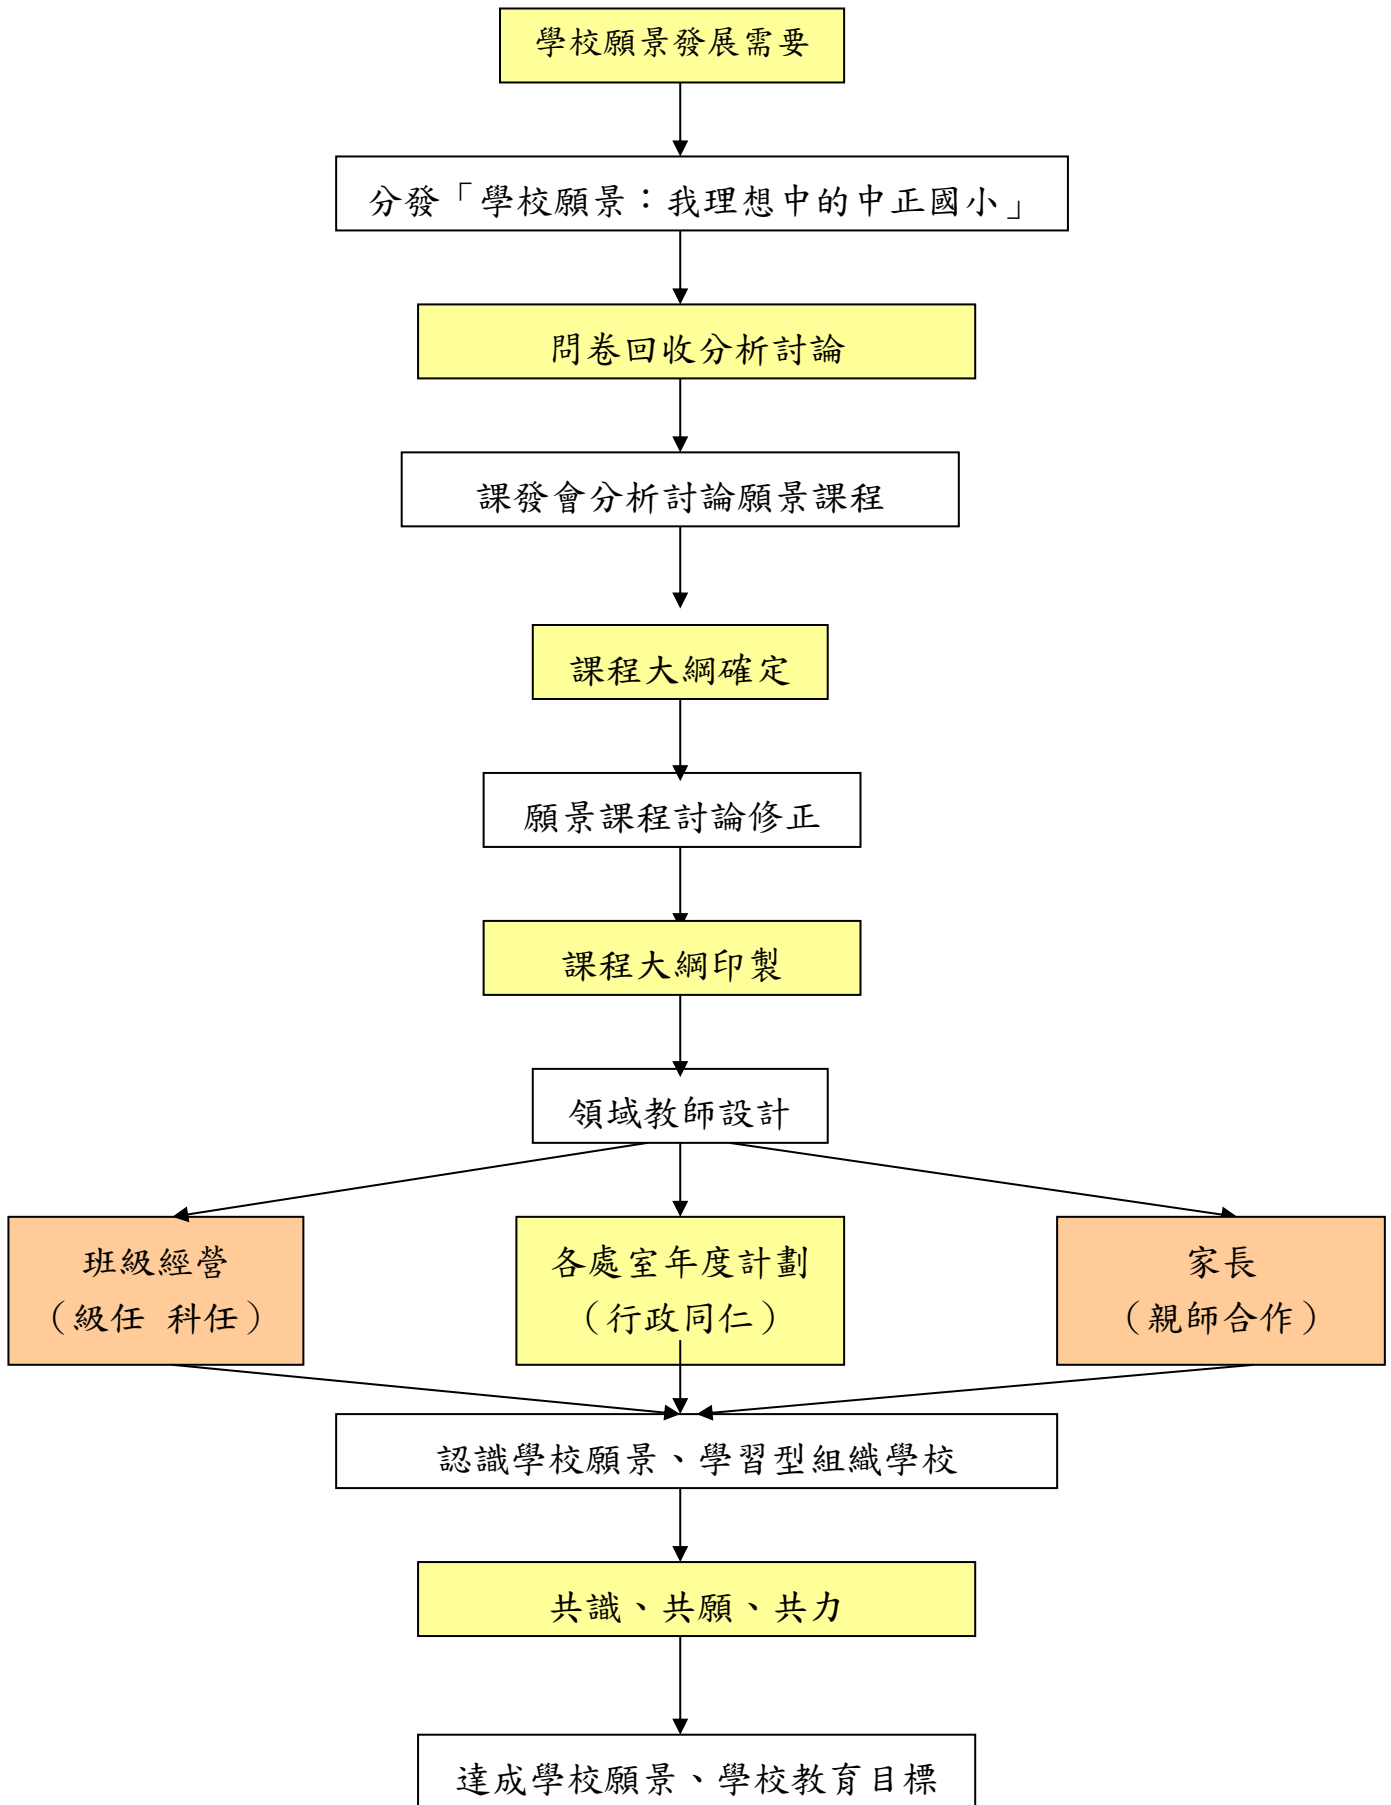 學校願景發展需要
分發「學校願景：我理想中的中正國小」
問卷回收分析討論
課發會分析討論願景課程
課程大綱確定
願景課程討論修正
課程大綱印製
領域教師設計
班級經營
（級任 科任）
各處室年度計劃
（行政同仁）
家長
（親師合作）
認識學校願景、學習型組織學校
共識、共願、共力
達成學校願景、學校教育目標